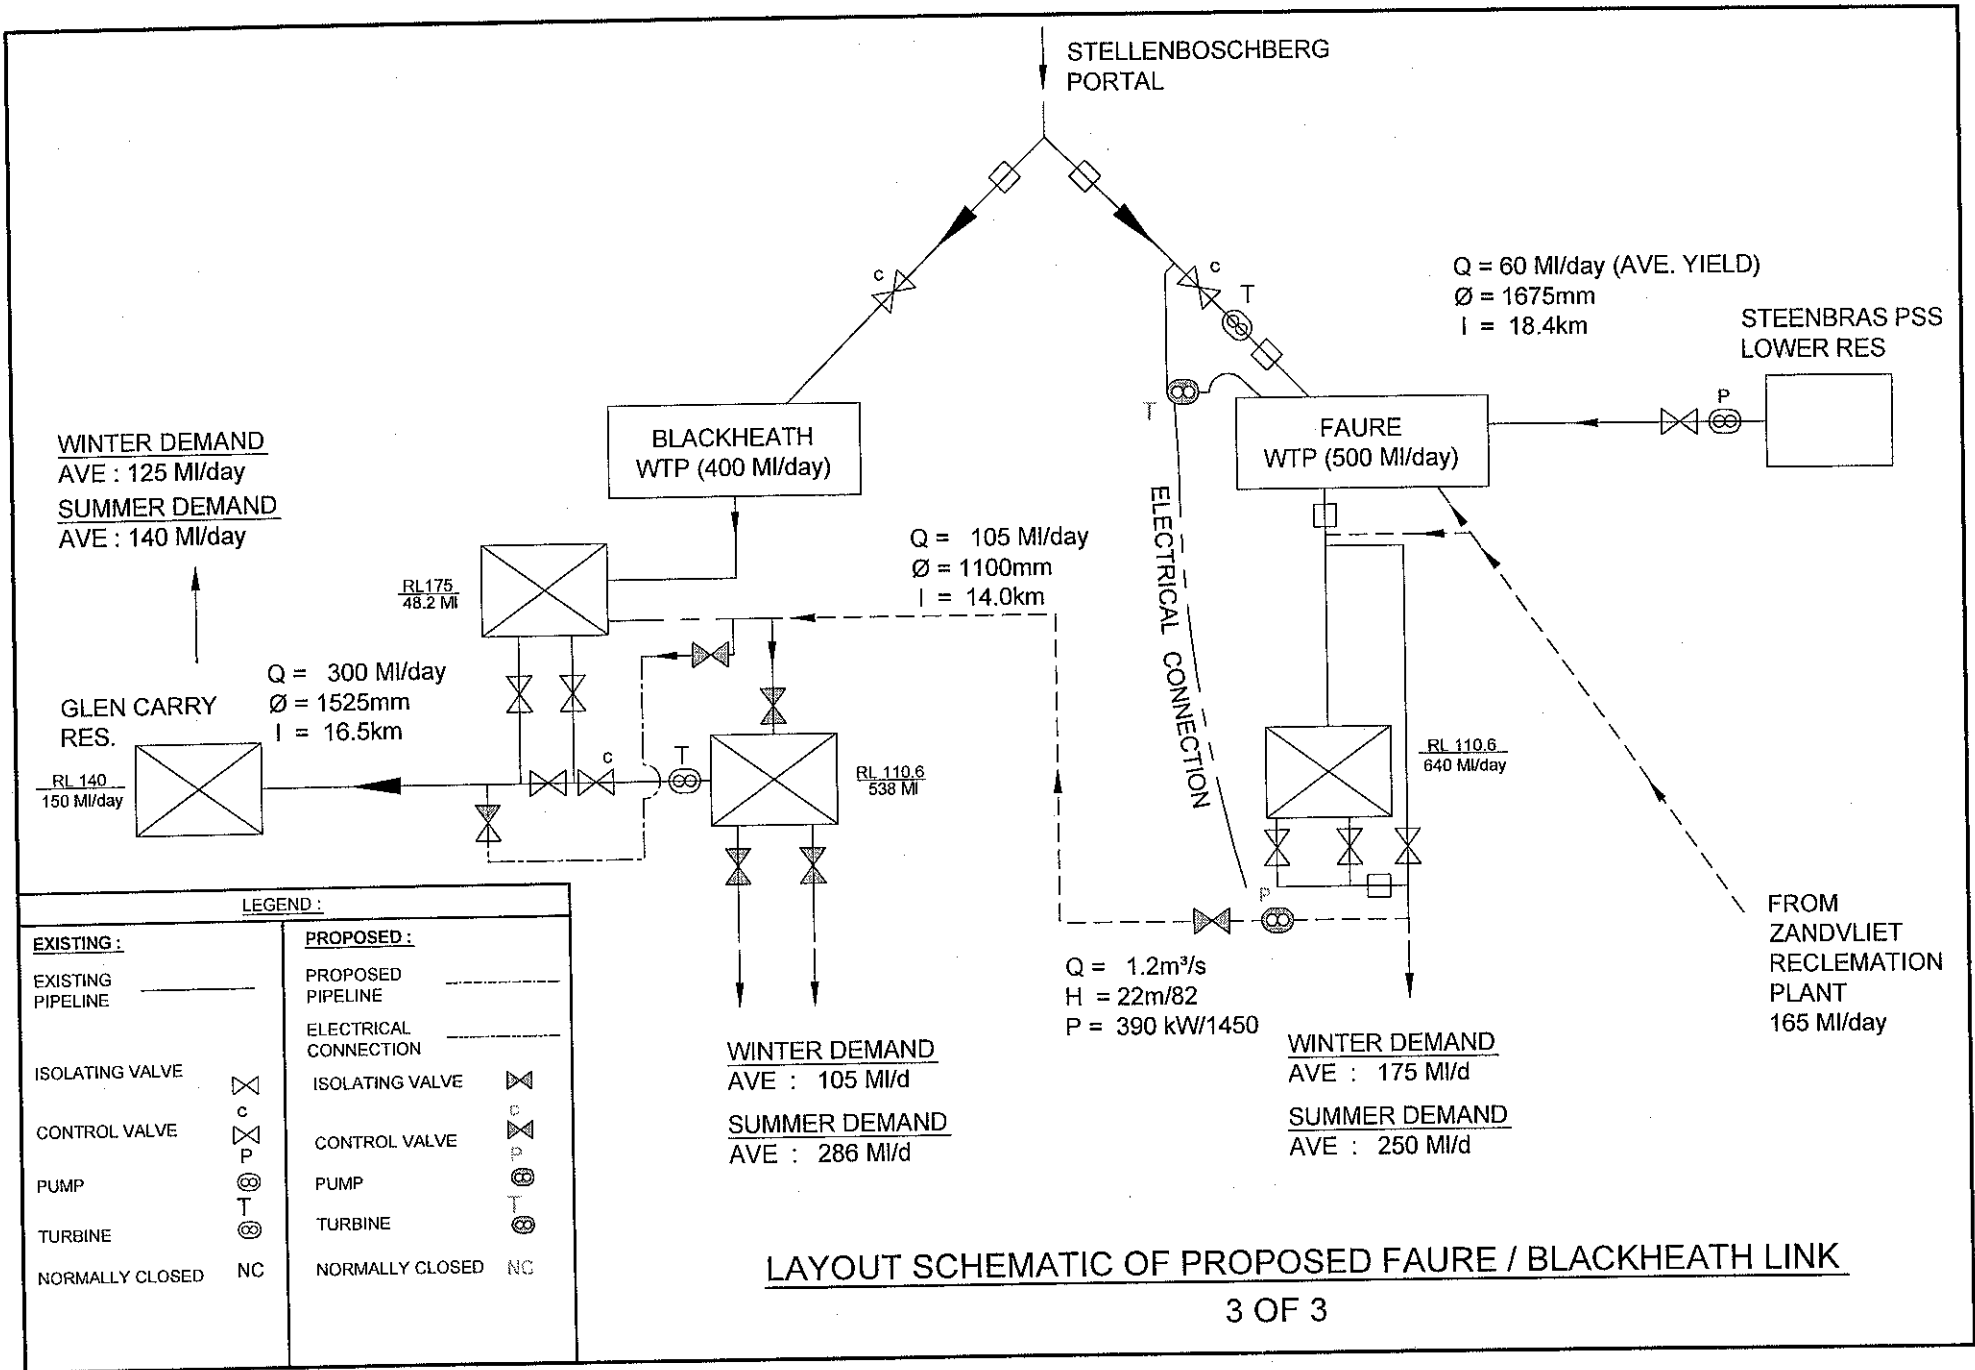 STELLENBOSCHBERG
PORTAL
c
c
T
Q = 60 Ml/day (AVE. YIELD)
Ø = 1675mm
l = 18.4km
STEENBRAS PSS
LOWER RES
P
T
BLACKHEATH
WTP (400 Ml/day)
FAURE
WTP (500 Ml/day)
WINTER DEMAND
AVE : 125 Ml/day
SUMMER DEMAND
AVE : 140 Ml/day
ELECTRICAL CONNECTION
Q = 105 Ml/day
Ø = 1100mm
l = 14.0km
RL175
48.2 Ml
Q = 300 Ml/day
Ø = 1525mm
l = 16.5km
GLEN CARRY
RES.
RL 140
150 Ml/day
c
T
RL 110.6
538 Ml
RL 110.6
640 Ml/day
P
Q = 1.2m³/s
H = 22m/82
P = 390 kW/1450
FROM
ZANDVLIET
RECLEMATION
PLANT
165 Ml/day
WINTER DEMAND
AVE : 105 Ml/d
SUMMER DEMAND
AVE : 286 Ml/d
WINTER DEMAND
AVE : 175 Ml/d
SUMMER DEMAND
AVE : 250 Ml/d
LEGEND :
EXISTING :
EXISTING
PIPELINE
ISOLATING VALVE
c
CONTROL VALVE
P
PUMP
T
TURBINE
NORMALLY CLOSED NC
PROPOSED :
PROPOSED
PIPELINE
ELECTRICAL
CONNECTION
ISOLATING VALVE
c
CONTROL VALVE
P
PUMP
T
TURBINE
NORMALLY CLOSED NC
LAYOUT SCHEMATIC OF PROPOSED FAURE / BLACKHEATH LINK
3 OF 3